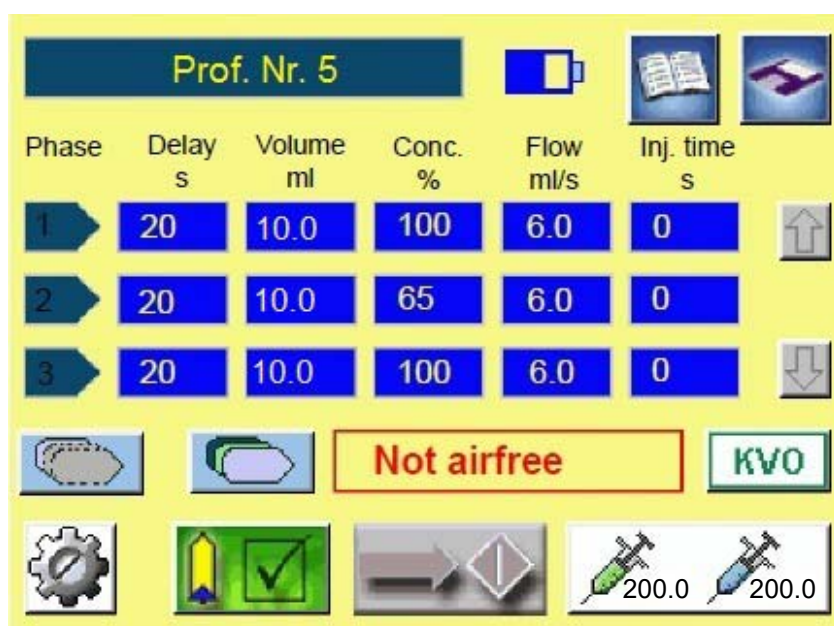 Prof. Nr. 5
Phase Delay Volume Conc. Flow Inj. time
s ml % ml/s s
1 20 10.0 100 6.0 0
2 20 10.0 65 6.0 0
3 20 10.0 100 6.0 0
Not airfree KVO
200.0 200.0